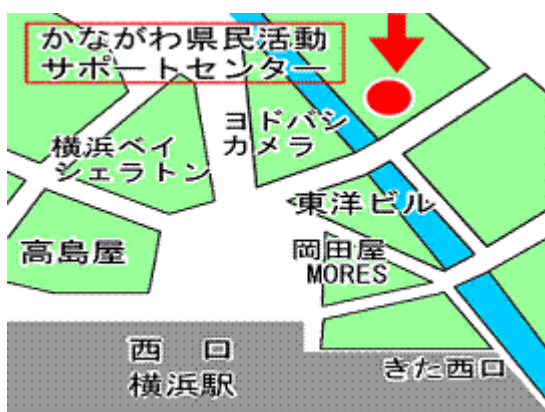 かながわ県民活動
サポートセンター
ヨドバシ
カメラ
横浜ベイ
シェラトン
東洋ビル
高島屋
岡田屋
MORES
西 口
横浜駅
きた西口